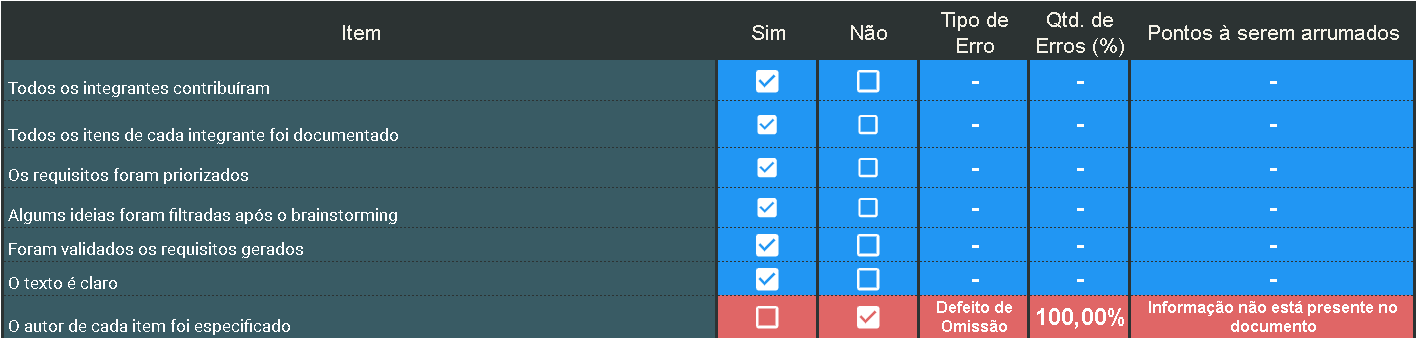 Item Sim Não Tipo de Erro Qtd. de Erros (%) Pontos à serem arrumados
Todos os integrantes contribuíram - - -
Todos os itens de cada integrante foi documentado - - -
Os requisitos foram priorizados - - -
Algums ideias foram filtradas após o brainstorming - - -
Foram validados os requisitos gerados - - -
O texto é claro - - -
O autor de cada item foi especificado Defeito de Omissão 100,00% Informação não está presente no documento